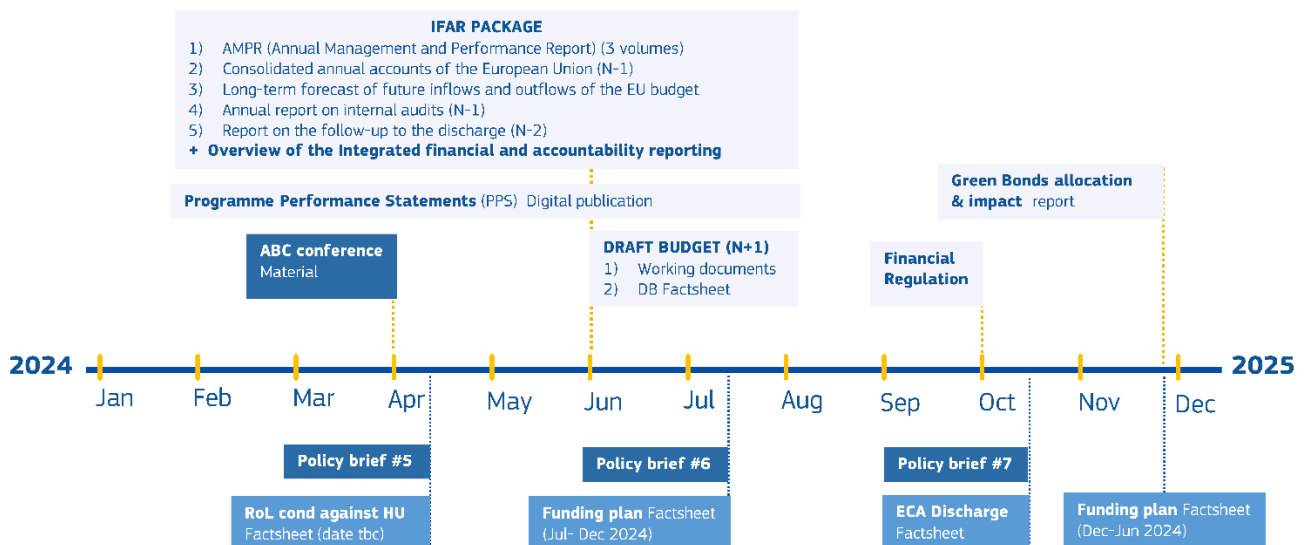 IFAR PACKAGE
1) AMPR (Annual Management and Performance Report) (3 volumes)
2) Consolidated annual accounts of the European Union (N-1)
3) Long-term forecast of future inflows and outflows of the EU budget
4) Annual report on internal audits (N-1)
5) Report on the follow-up to the discharge (N-2)
+ Overview of the Integrated financial and accountability reporting
Programme Performance Statements (PPS) Digital publication
Green Bonds allocation
& impact report
ABC conference
Material
DRAFT BUDGET (N+1)
1) Working documents
2) DB Factsheet
Financial
Regulation
2024
2025
Jan
Feb
Mar
Apr
May
Jun
Jul
Aug
Sep
Oct
Nov
Dec
Policy brief #5
Policy brief #6
Policy brief #7
RoL cond against HU
Factsheet (date tbc)
Funding plan Factsheet
(Jul- Dec 2024)
ECA Discharge
Factsheet
Funding plan Factsheet
(Dec-Jun 2024)